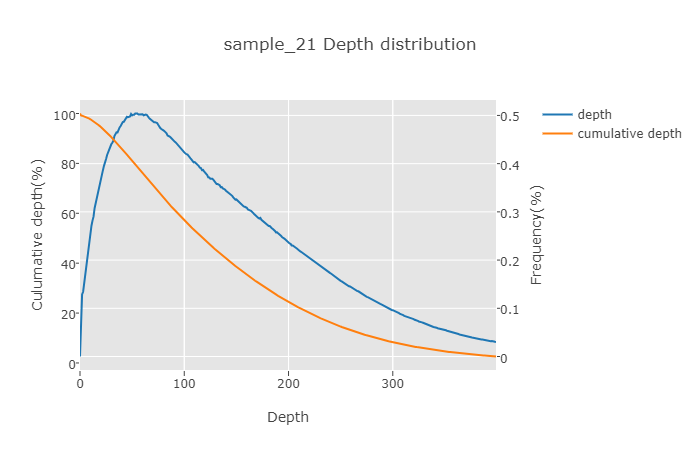 sample_21 Depth distribution
depth
cumulative depth
Culumative depth(%)
100
80
60
40
20
0
0.5
0.4
0.3
0.2
0.1
0
Frequency(%)
0
100
200
300
Depth